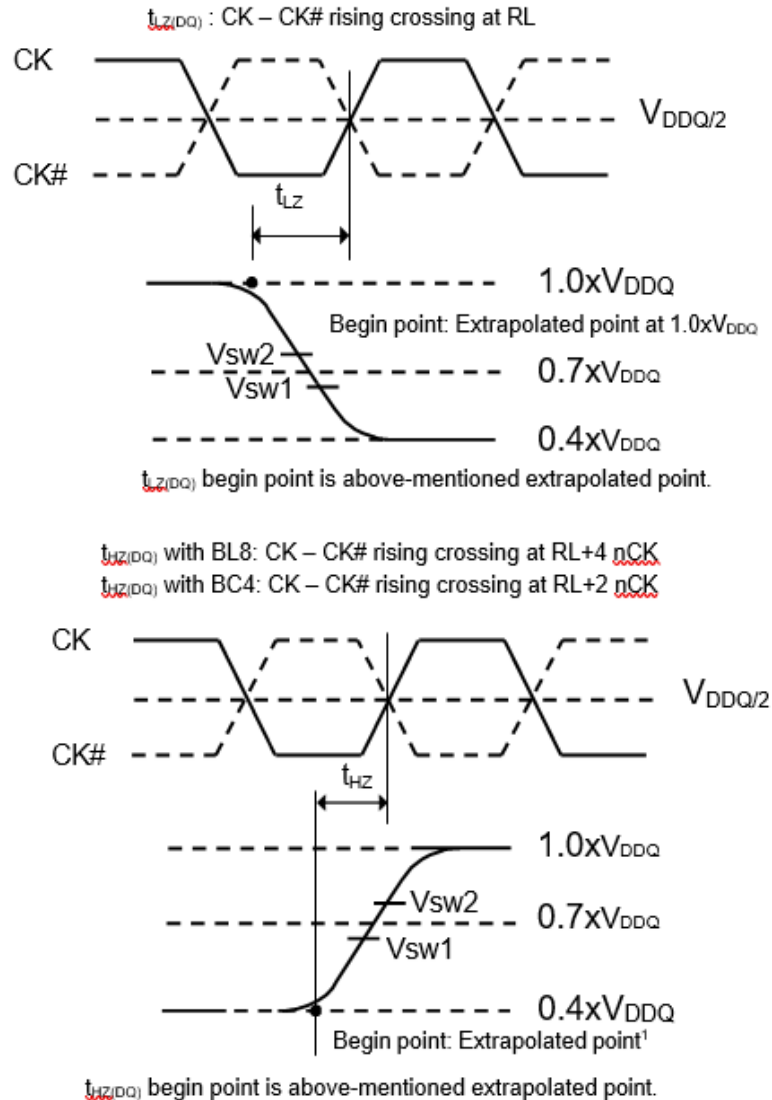 tLZ(DQ) : CK – CK# rising crossing at RL
CK
VDDQ/2
CK#
tLZ
1.0xVDDQ
Begin point: Extrapolated point at 1.0xVDDQ
Vsw2
0.7xVDDQ
Vsw1
0.4xVDDQ
tLZ(DQ) begin point is above-mentioned extrapolated point.
tHZ(DQ) with BL8: CK – CK# rising crossing at RL+4 nCK
tHZ(DQ) with BC4: CK – CK# rising crossing at RL+2 nCK
CK
VDDQ/2
CK#
tHZ
1.0xVDDQ
Vsw2
0.7xVDDQ
Vsw1
0.4xVDDQ
Begin point: Extrapolated point¹
tHZ(DQ) begin point is above-mentioned extrapolated point.